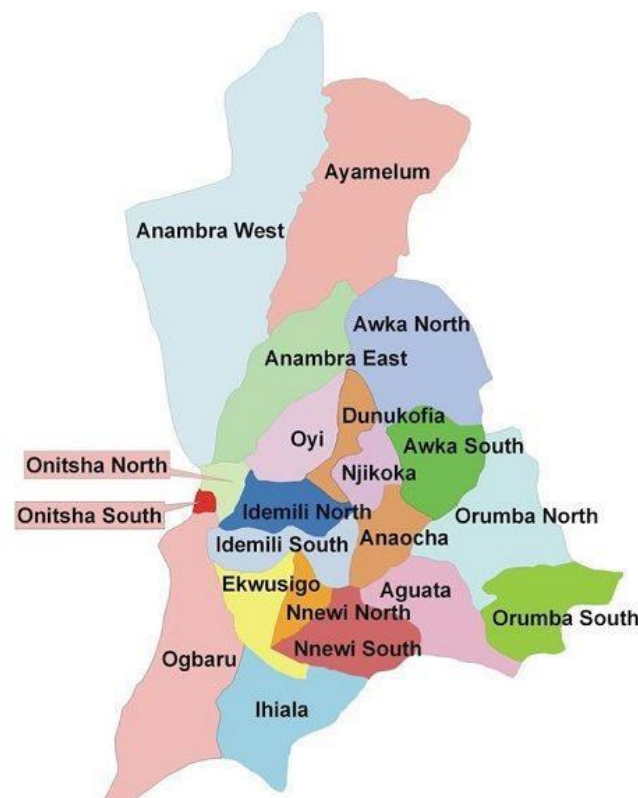 Ayamelum
Anambra West
Awka North
Anambra East
Dunukofia
Oyi
Awka South
Onitsha North
Njikoka
Onitsha South
Idemili North
Orumba North
Anaocha
Idemili South
Ekwusigo
Aguata
Nnewi North
Orumba South
Nnewi South
Ogbaru
Ihiala